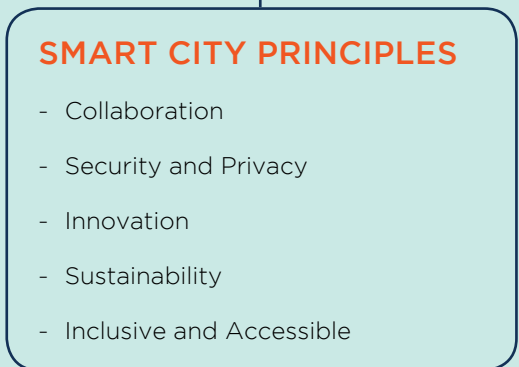 SMART CITY PRINCIPLES
- Collaboration
- Security and Privacy
- Innovation
- Sustainability
- Inclusive and Accessible